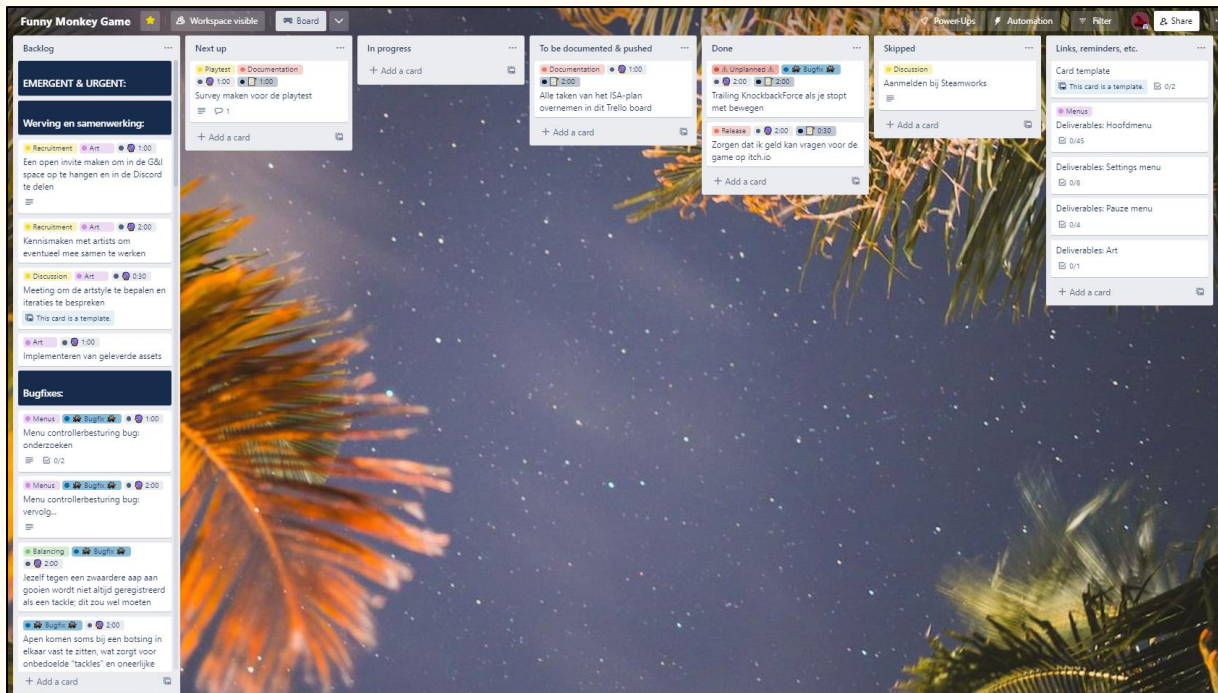 Funny Monkey Game
Workspace visible
Board
Power-Ups
Automation
Filter
Share
Backlog
EMERGENT & URGENT:
Werving en samenwerking:
Recruitment Art 1:00
Een open invite maken om in de G&I
space op te hangen en in de Discord
te delen
Recruitment Art 2:00
Kennismaken met artists om
eventueel mee samen te werken
Discussion Art 0:30
Meeting om de artstyle te bepalen en
iteraties te bespreken
This card is a template.
Art 1:00
Implementeren van geleverde assets
Bugfixes:
Menus Bugfix 1:00
Menu controllerbesturing bug:
onderzoeken
0/2
Menus Bugfix 2:00
Menu controllerbesturing bug:
vervolg...
Balancing Bugfix
2:00
Jezelf tegen een zwaardere aap aan
gooien wordt niet altijd geregistreerd
als een tackle; dit zou wel moeten
Bugfix 2:00
Apen komen soms bij een botsing in
elkaar vast te zitten, wat zorgt voor
onbedoelde "tackles" en oneerlijke
+ Add a card
Next up
Playtest Documentation
1:00 1:00
Survey maken voor de playtest
1
+ Add a card
In progress
+ Add a card
To be documented & pushed
Documentation 1:00
2:00
Alle taken van het ISA-plan
overnemen in dit Trello board
+ Add a card
Done
Unplanned Bugfix
2:00 2:00
Trailing KnockbackForce als je stopt
met bewegen
Release 2:00 0:30
Zorgen dat ik geld kan vragen voor de
game op itch.io
+ Add a card
Skipped
Discussion
Aanmelden bij Steamworks
+ Add a card
Links, reminders, etc.
Card template
This card is a template. 0/2
Menus
Deliverables: Hoofdmenu
0/45
Deliverables: Settings menu
0/8
Deliverables: Pauze menu
0/4
Deliverables: Art
0/1
+ Add a card